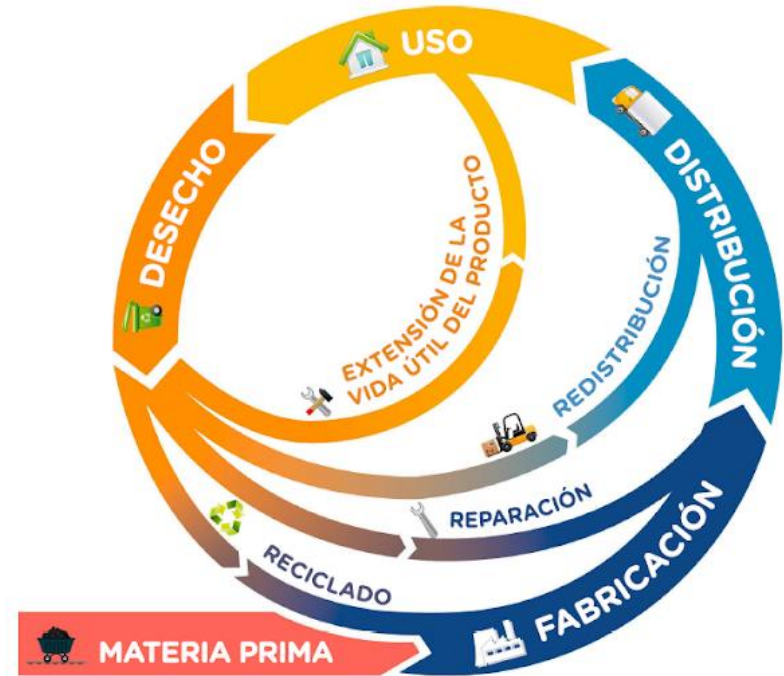 USO
DISTRIBUCIÓN
DESECHO
EXTENSIÓN DE LA
VIDA ÚTIL DEL PRODUCTO
REDISTRIBUCIÓN
REPARACIÓN
RECICLADO
FABRICACIÓN
MATERIA PRIMA